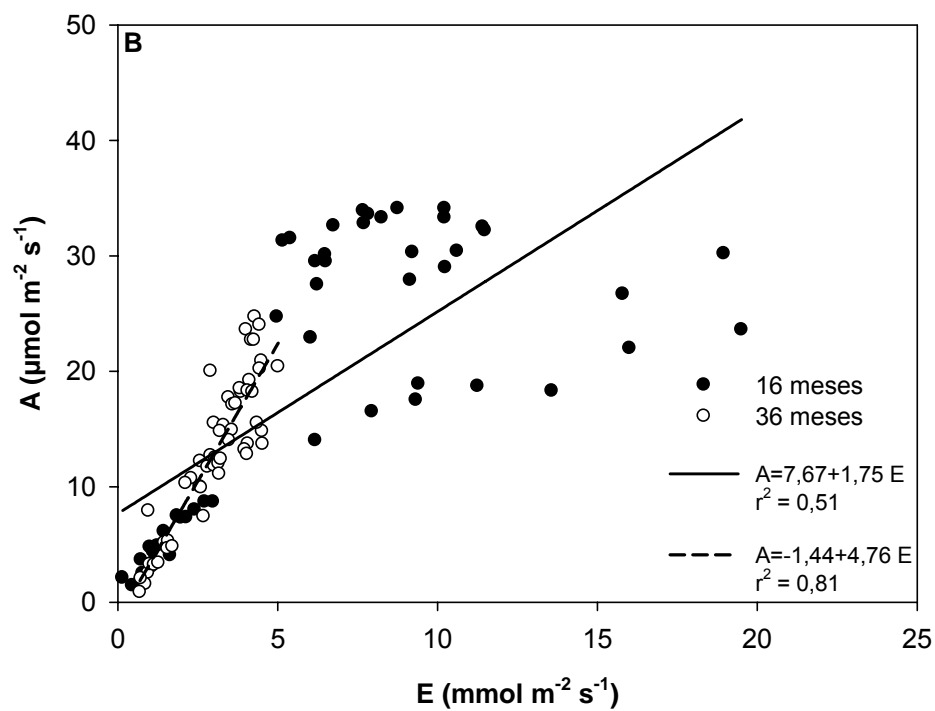 B
50
40
30
20
10
0
A (µmol m⁻² s⁻¹)
16 meses
36 meses
A=7,67+1,75 E
r² = 0,51
A=-1,44+4,76 E
r² = 0,81
0 5 10 15 20 25
E (mmol m⁻² s⁻¹)